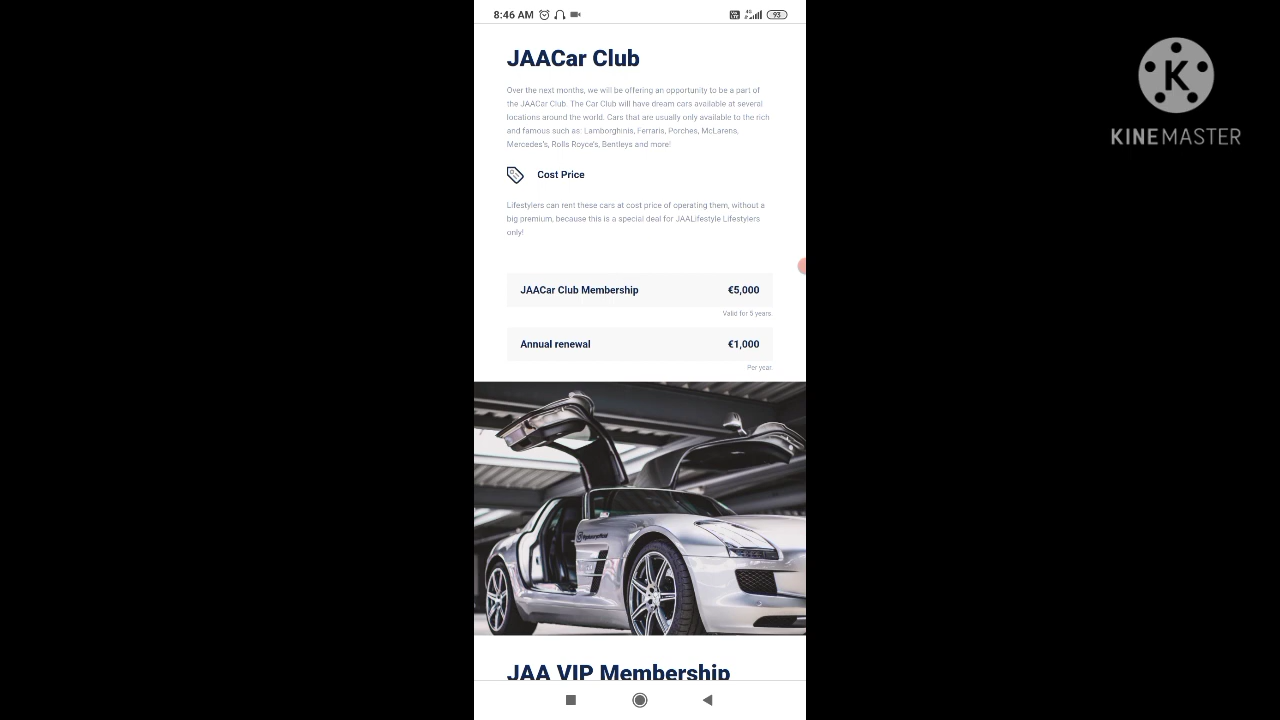 8:46 AM
4G
93
JAACar Club
Over the next months, we will be offering an opportunity to be a part of
the JAACar Club. The Car Club will have dream cars available at several
locations around the world. Cars that are usually only available to the rich
and famous such as: Lamborghinis, Ferraris, Porches, McLarens,
Mercedes's, Rolls Royce's, Bentleys and more!
Cost Price
Lifestylers can rent these cars at cost price of operating them, without a
big premium, because this is a special deal for JAALifestyle Lifestylers
only!
JAACar Club Membership €5,000
Valid for 5 years.
Annual renewal €1,000
Per year.
JAA VIP Membership
K
KINEMASTER